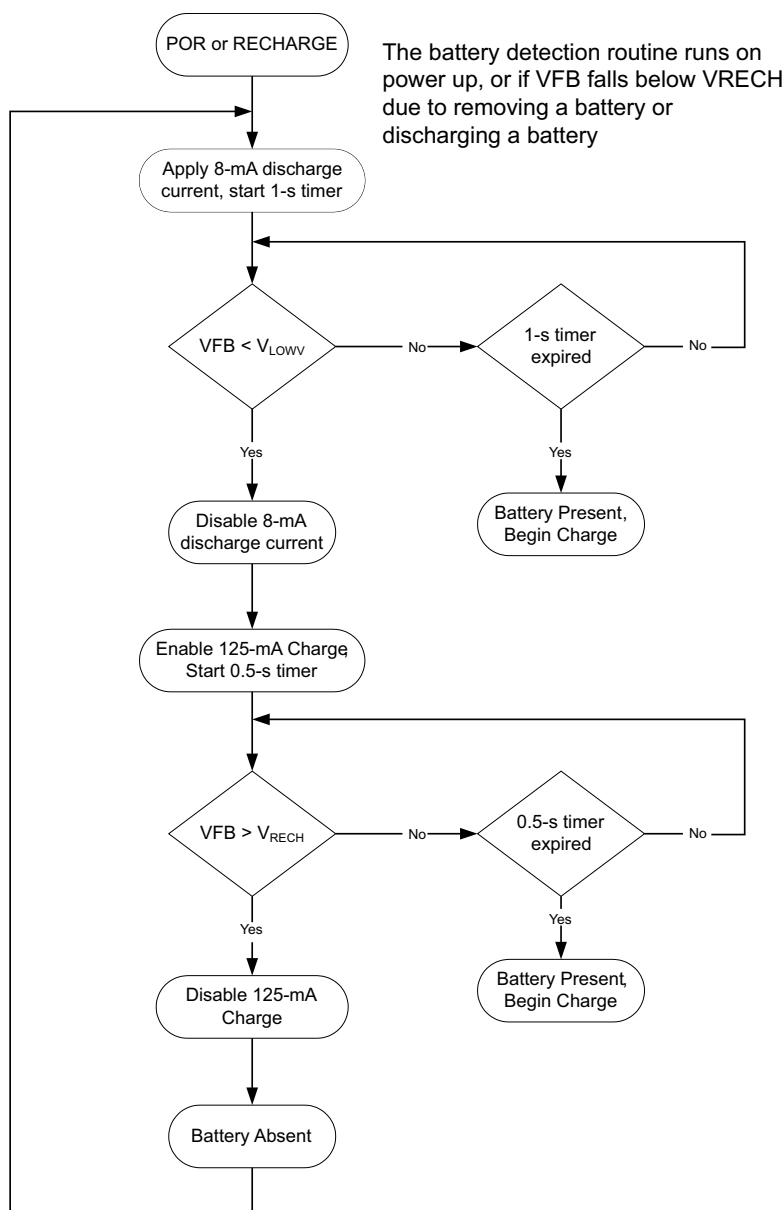 POR or RECHARGE
The battery detection routine runs on
power up, or if VFB falls below VRECH
due to removing a battery or
discharging a battery
Apply 8-mA discharge
current, start 1-s timer
VFB < VLOWV
No
1-s timer
expired
No
Yes
Yes
Disable 8-mA
discharge current
Battery Present,
Begin Charge
Enable 125-mA Charge,
Start 0.5-s timer
VFB > VRECH
No
0.5-s timer
expired
No
Yes
Yes
Disable 125-mA
Charge
Battery Present,
Begin Charge
Battery Absent